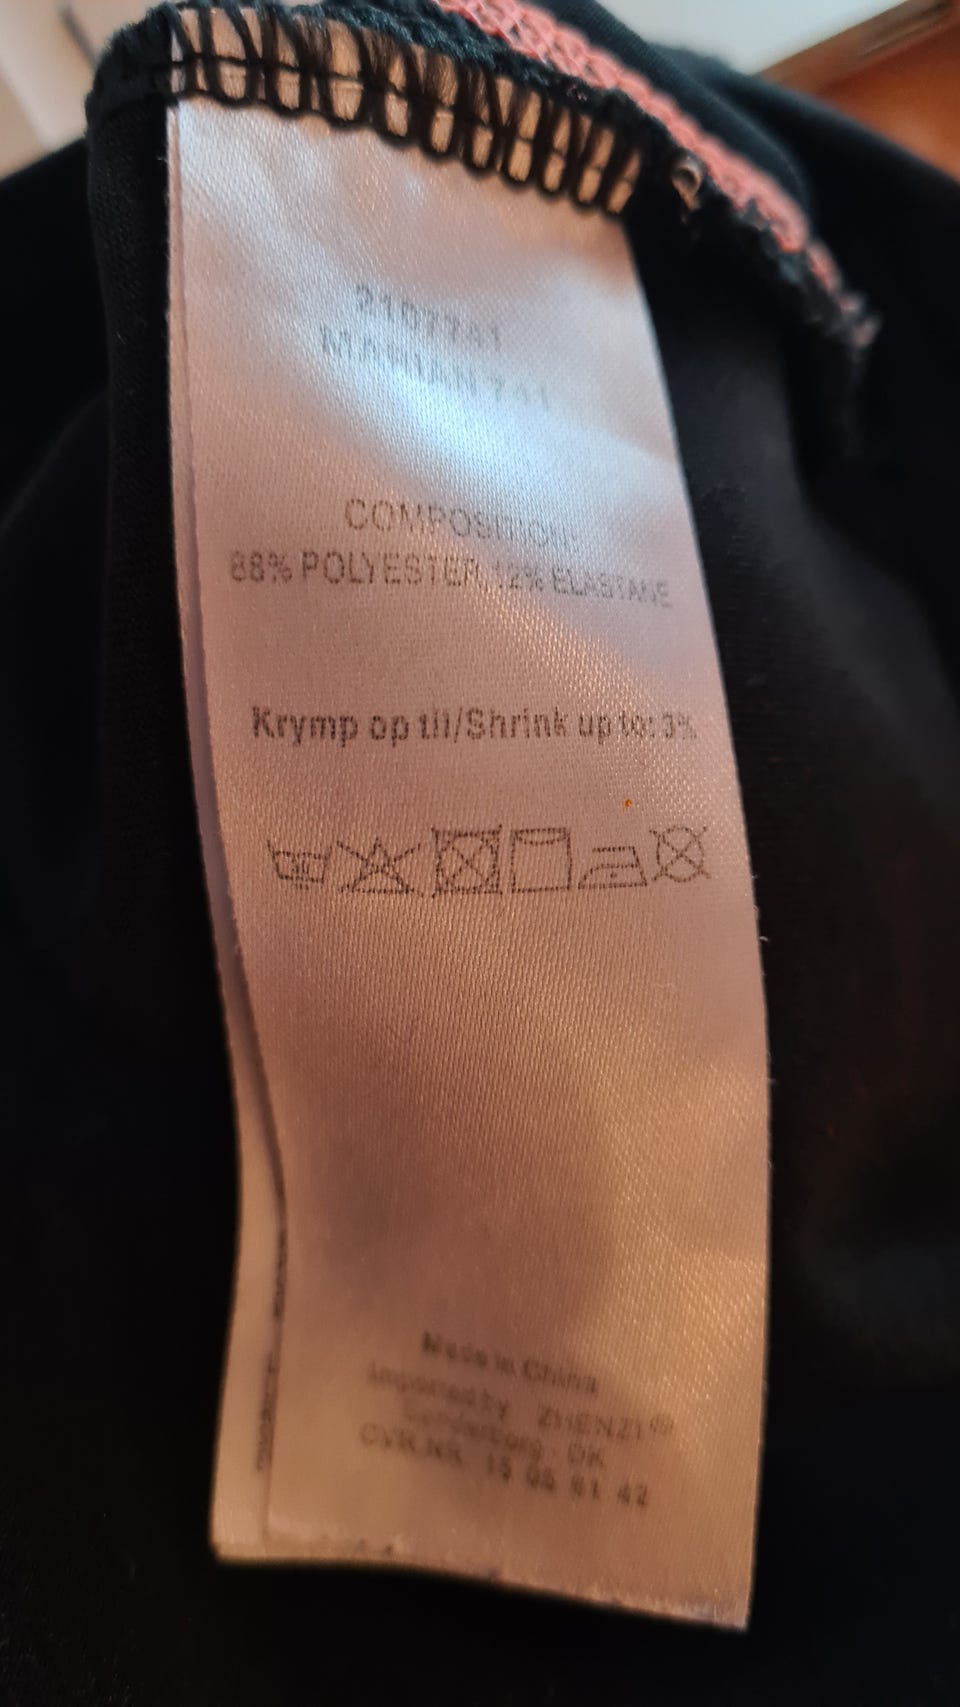 COMPOSITION:
88% POLYESTER, 12% ELASTANE
Krymp op til/Shrink up to: 3%
Made in China
Imported by ZHENZI®
Sonderborg, DK
CVR.NR.